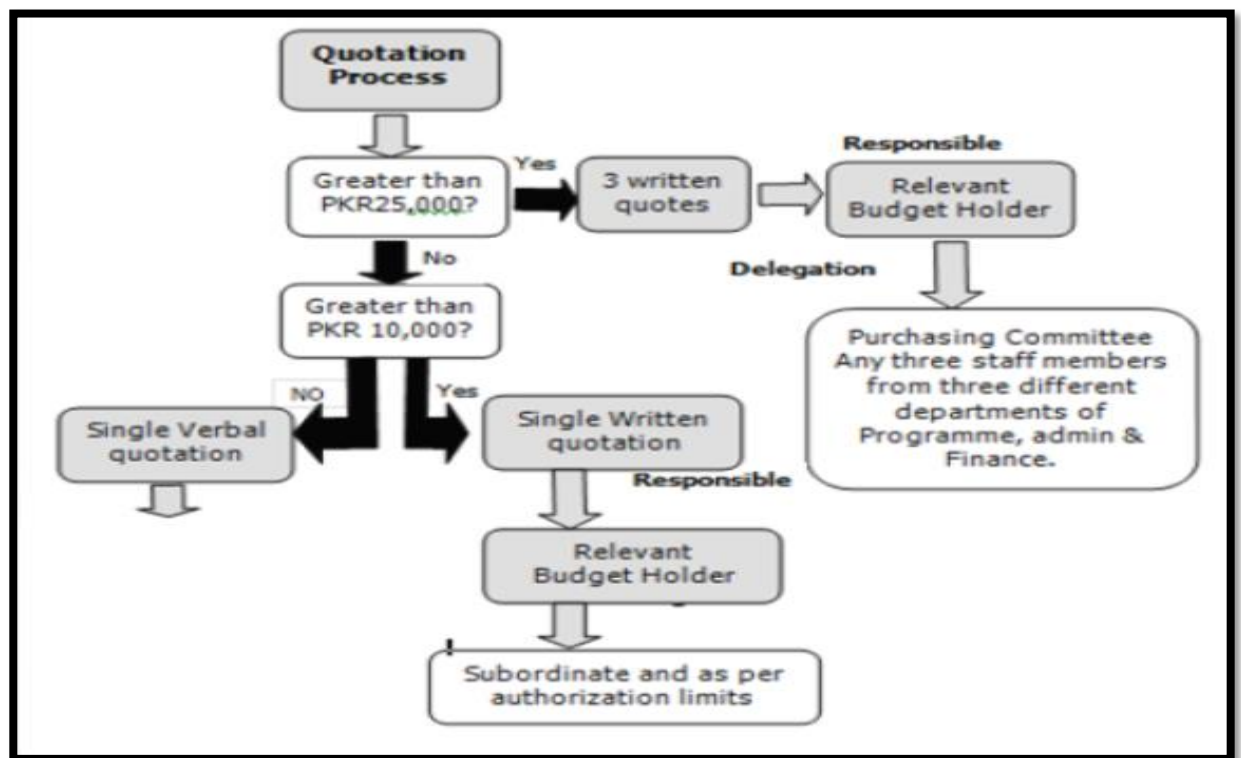 Quotation
Process
Greater than
PKR25,000?
Yes
3 written
quotes
Responsible
Relevant
Budget Holder
No
Delegation
Greater than
PKR 10,000?
Purchasing Committee
Any three staff members
from three different
departments of
Programme, admin &
Finance.
NO
Yes
Single Verbal
quotation
Single Written
quotation
Responsible
Relevant
Budget Holder
Subordinate and as per
authorization limits